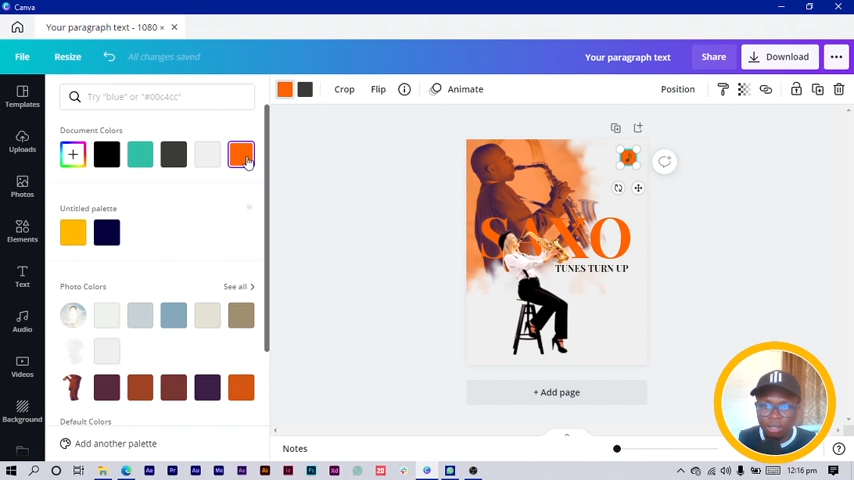 Canva
Your paragraph text - 1080 ×
File
Resize
All changes saved
Your paragraph text
Share
Download
Templates
Uploads
Photos
Elements
Text
Audio
Videos
Background
Try "blue" or "#00c4cc"
Document Colors
Untitled palette
Photo Colors
See all
Default Colors
Add another palette
Crop
Flip
Animate
Position
SAXO
TUNES TURN UP
+ Add page
Notes
12:16 pm